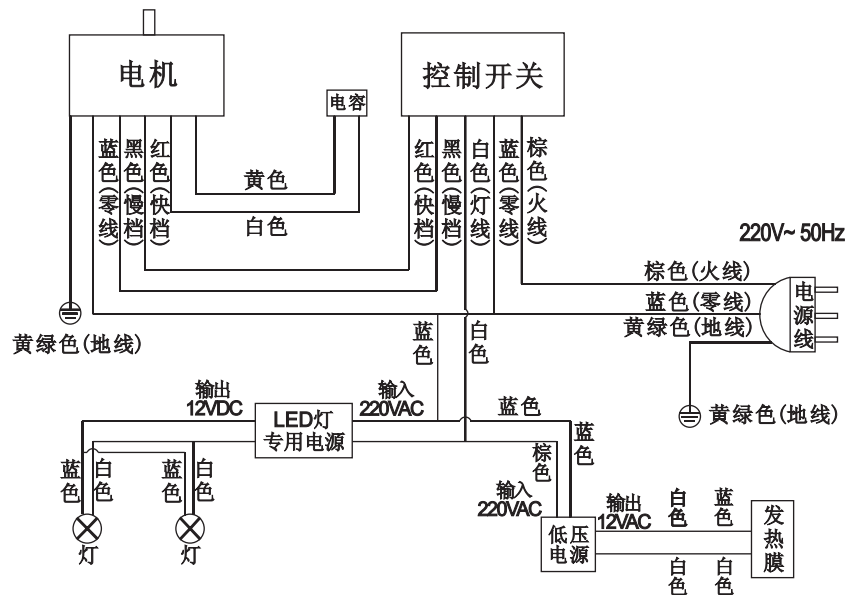 电机
电容
控制开关
蓝色(零线)
黑色(慢档)
红色(快档)
黄色
白色
红色(快档)
黑色(慢档)
白色(灯线)
蓝色(零线)
棕色(火线)
220V~ 50Hz
棕色(火线)
蓝色(零线)
黄绿色(地线)
电源线
黄绿色(地线)
黄绿色(地线)
蓝色
白色
输出
12VDC
LED灯
专用电源
输入
220VAC
蓝色
蓝色
棕色
蓝色
白色
蓝色
白色
灯
灯
输入
220VAC
低压
电源
输出
12VAC
白色
蓝色
白色
白色
发热膜